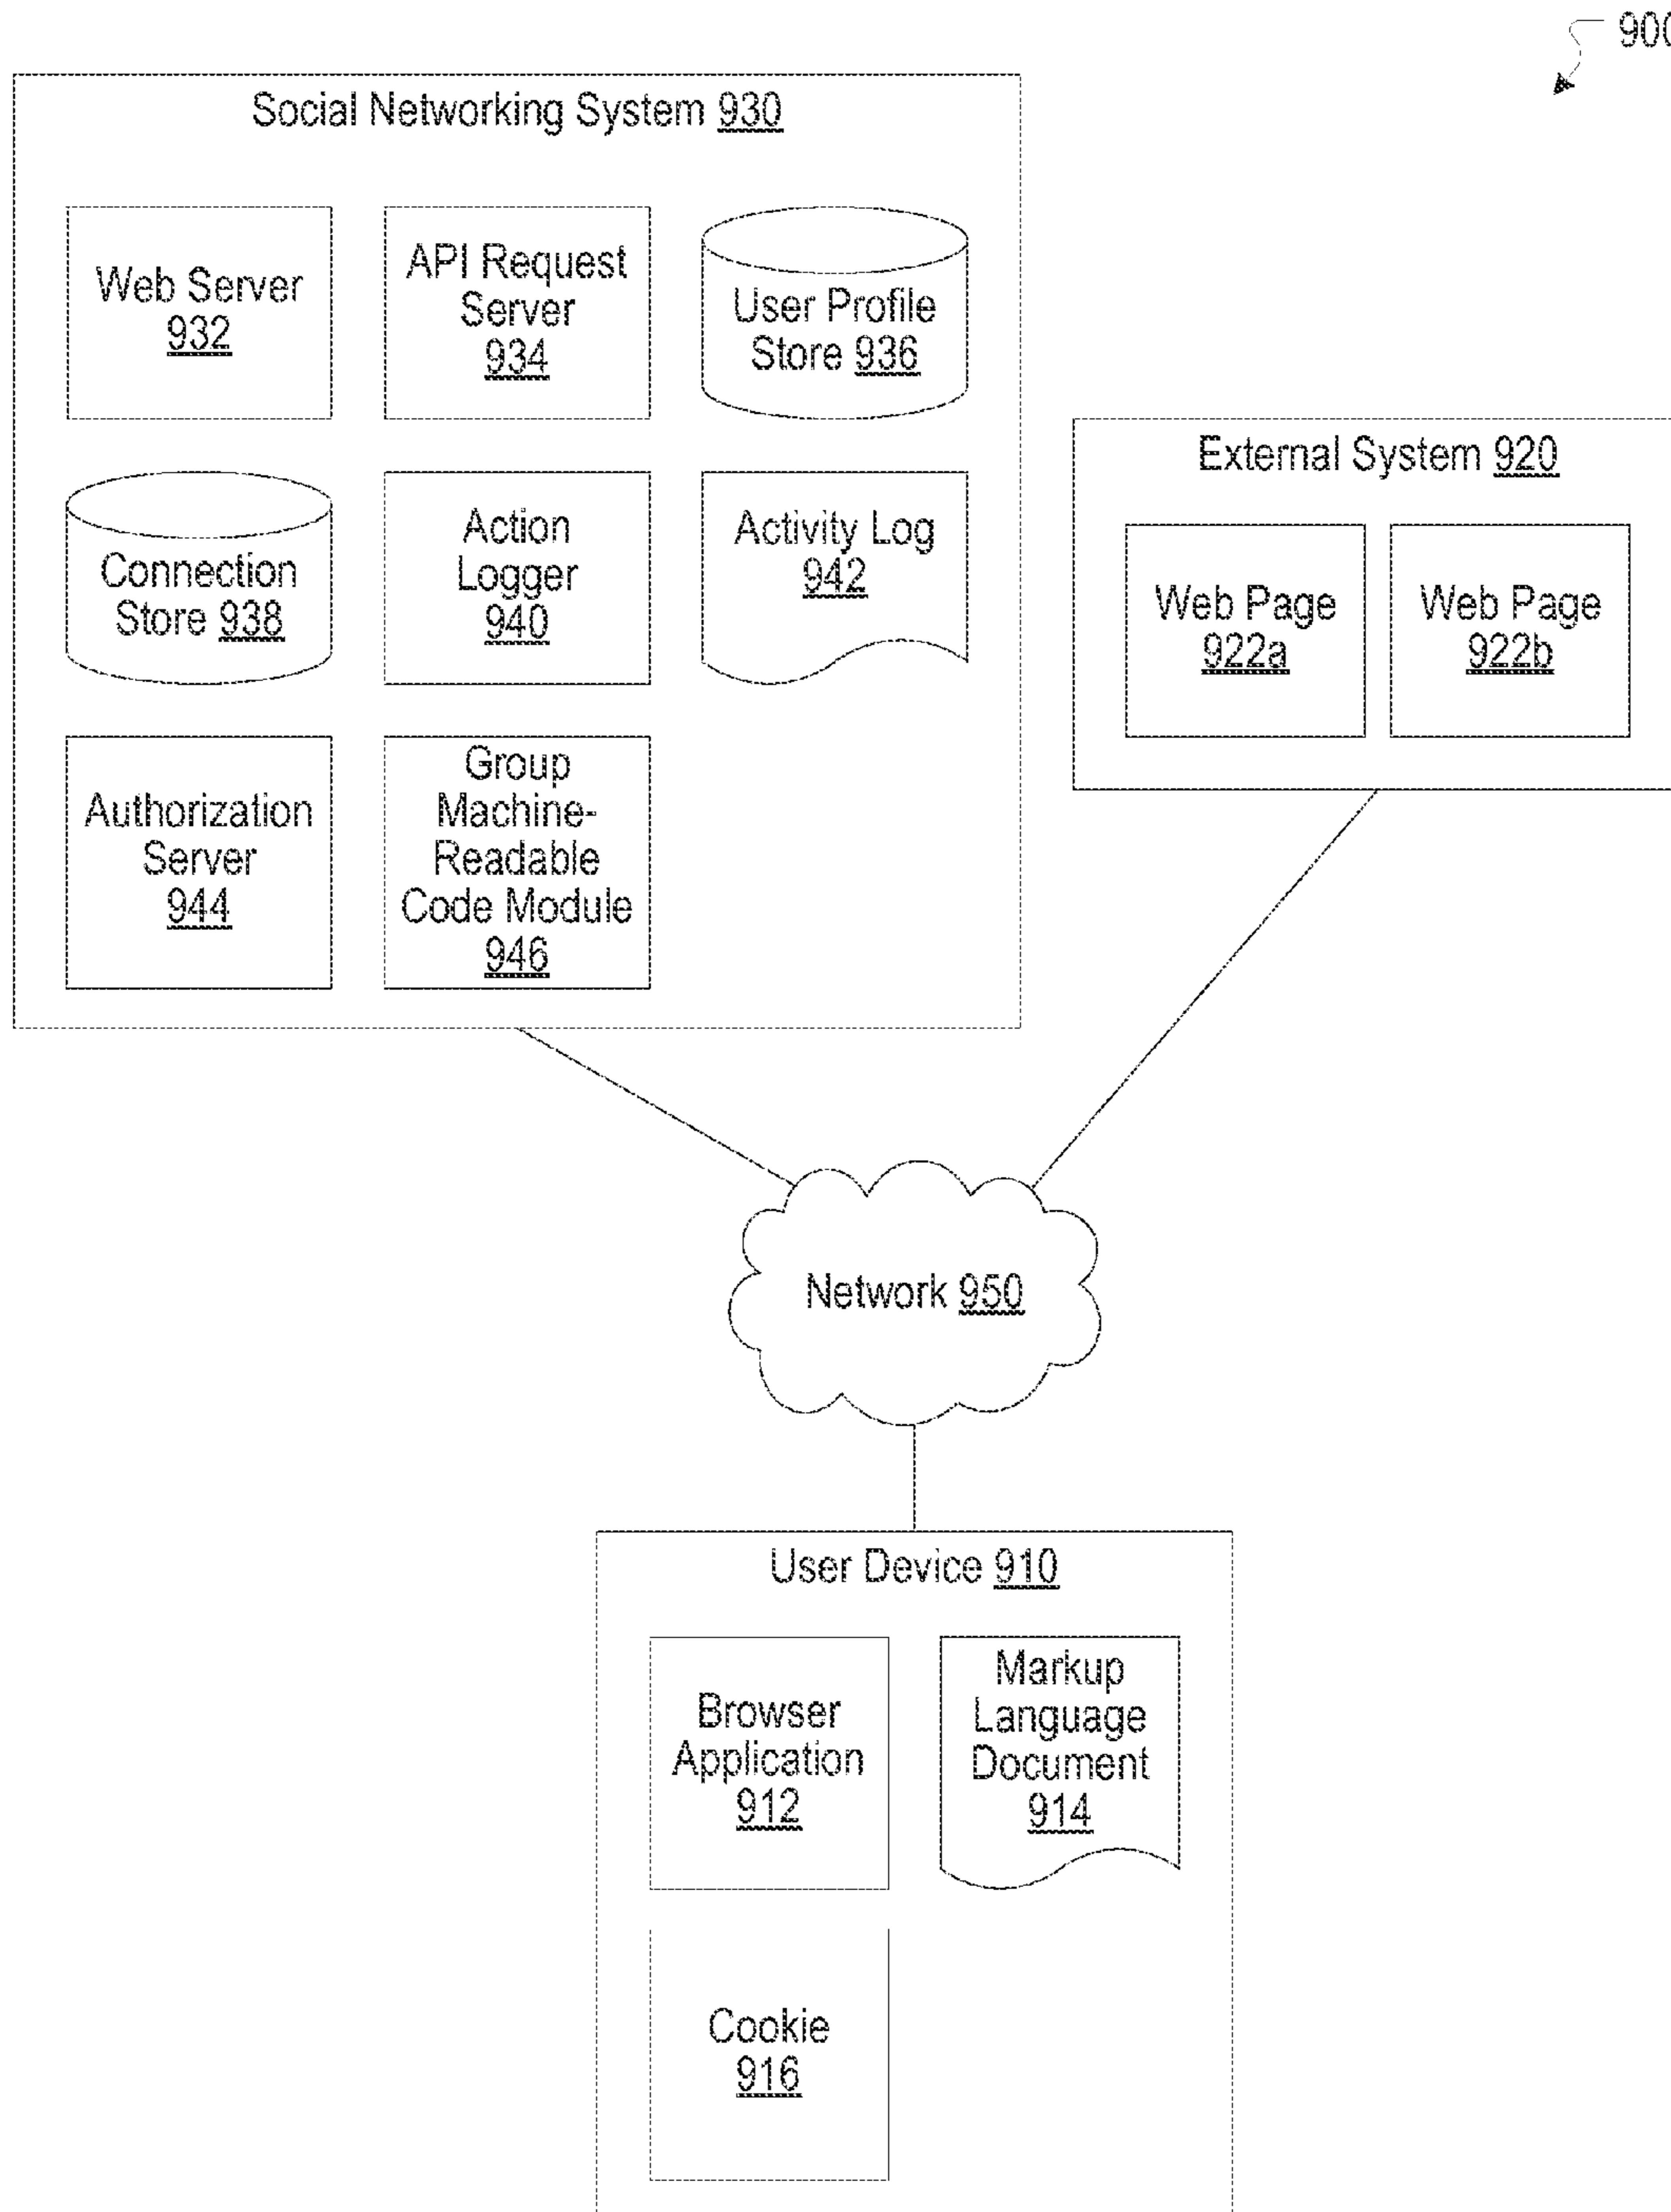 900
Social Networking System 930
Web Server
932
API Request
Server
934
User Profile
Store 936
Connection
Store 938
Action
Logger
940
Activity Log
942
Authorization
Server
944
Group
Machine-
Readable
Code Module
946
External System 920
Web Page
922a
Web Page
922b
Network 950
User Device 910
Browser
Application
912
Markup
Language
Document
914
Cookie
916